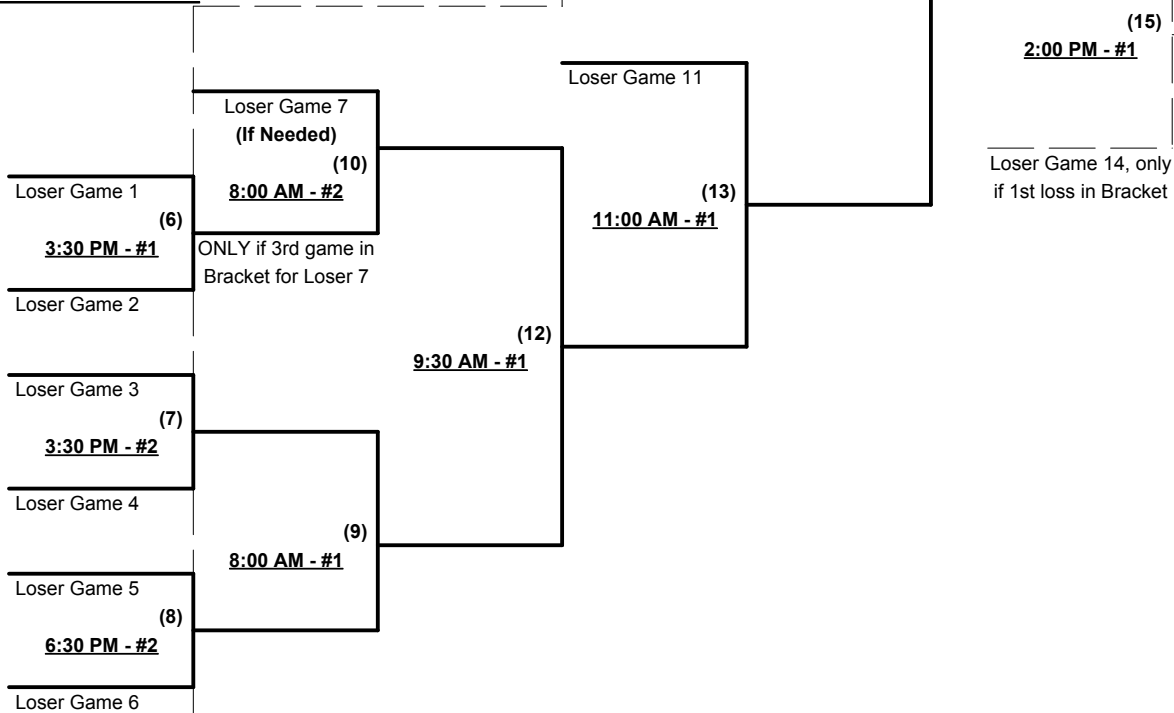 (15)
2:00 PM - #1
Loser Game 14, only
if 1st loss in Bracket
Loser Game 11
(13)
11:00 AM - #1
Loser Game 7
(If Needed)
(10)
8:00 AM - #2
ONLY if 3rd game in
Bracket for Loser 7
Loser Game 1
(6)
3:30 PM - #1
Loser Game 2
(12)
9:30 AM - #1
Loser Game 3
(7)
3:30 PM - #2
Loser Game 4
(9)
8:00 AM - #1
Loser Game 5
(8)
6:30 PM - #2
Loser Game 6